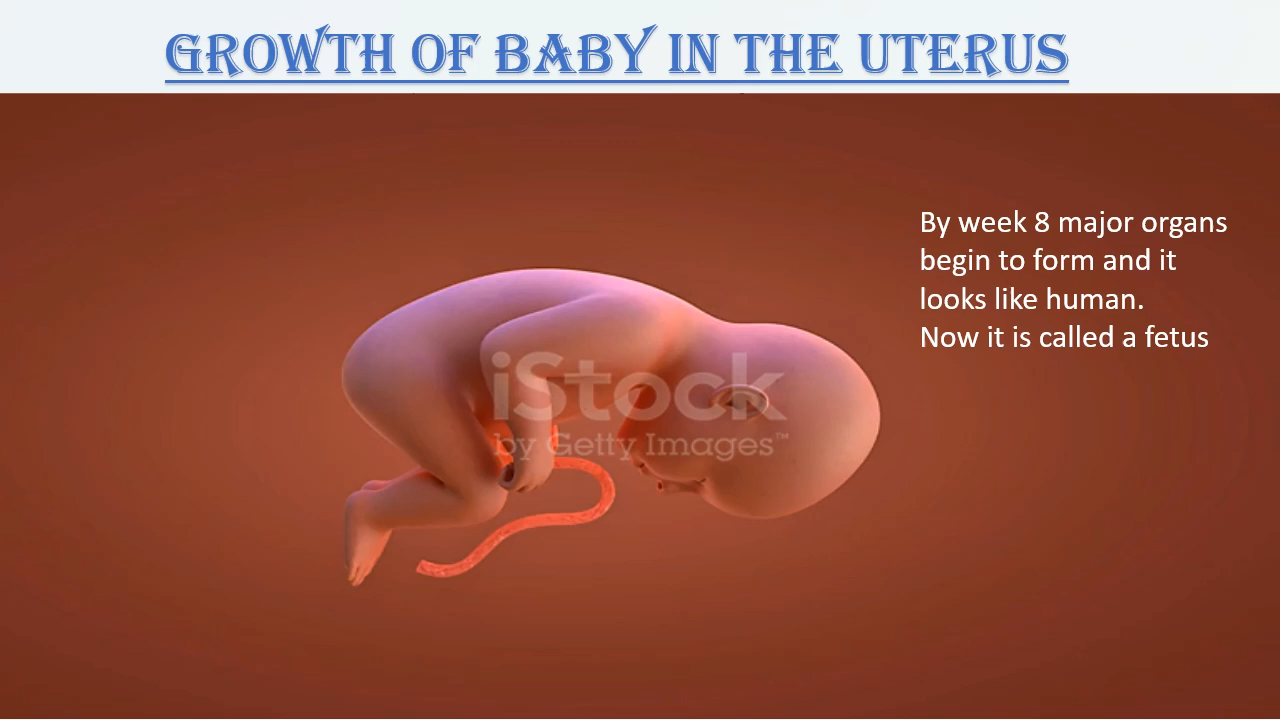 GROWTH OF BABY IN THE UTERUS
By week 8 major organs
begin to form and it
looks like human.
Now it is called a fetus
iStock
by Getty Images™